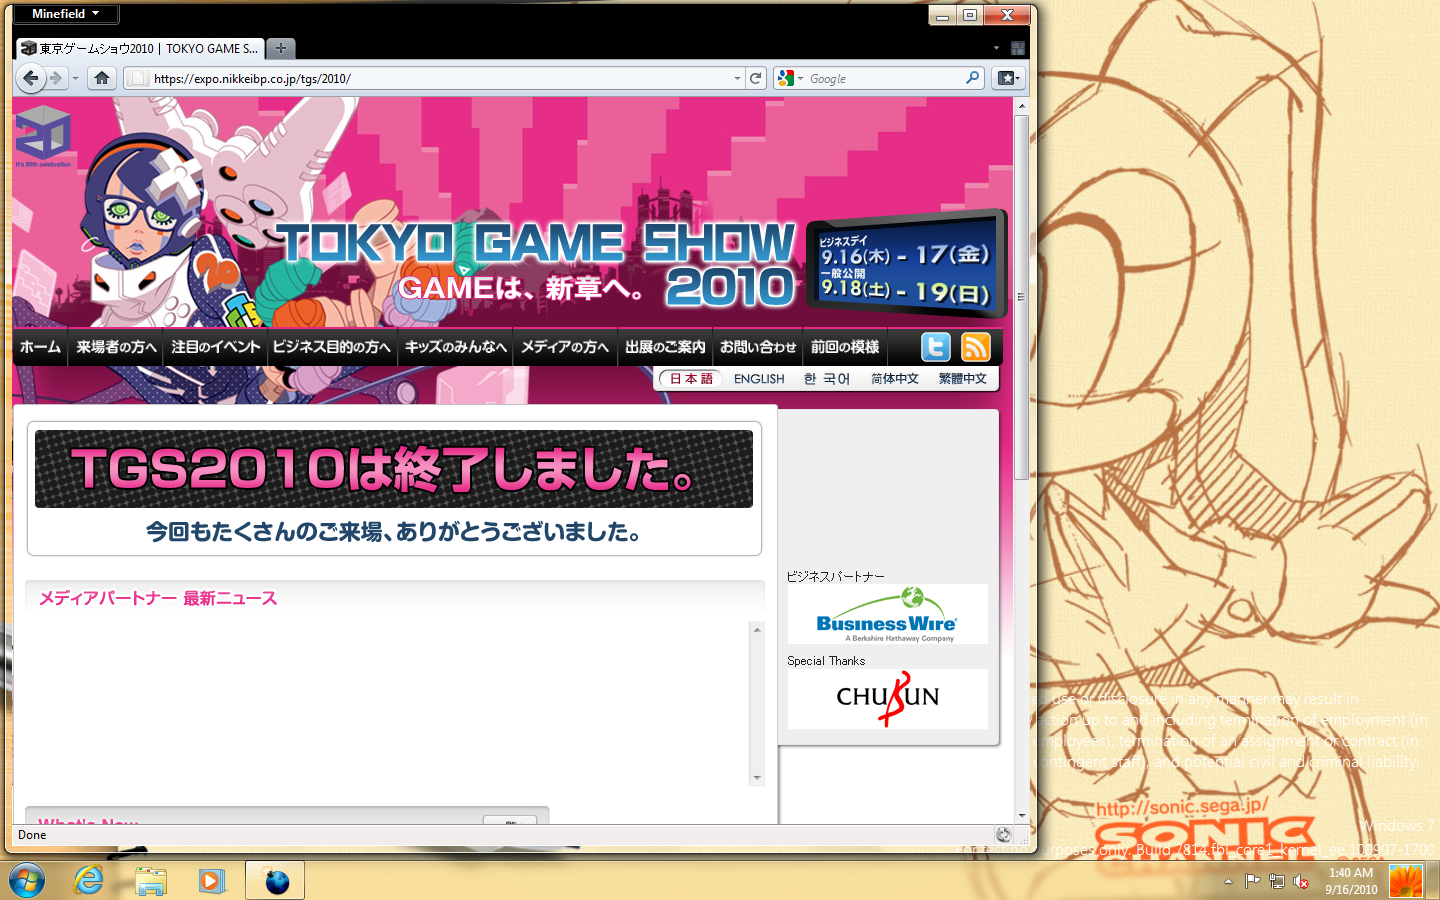 Minefield
東京ゲームショウ2010 | TOKYO GAME S...
https://expo.nikkeibp.co.jp/tgs/2010/
Google
It's 20th celebration
TOKYO GAME SHOW
2010
GAMEは、新章へ。
ビジネスデイ
9.16(木) - 17(金)
一般公開
9.18(土) - 19(日)
ホーム 来場者の方へ 注目のイベント ビジネス目的の方へ キッズのみんなへ メディアの方へ 出展のご案内 お問い合わせ 前回の模様
日本語 ENGLISH 한국어 简体中文 繁體中文
TGS2010は終了しました。
今回もたくさんのご来場、ありがとうございました。
メディアパートナー 最新ニュース
ビジネスパートナー
BUSINESS WIRE
A Berkshire Hathaway Company
Special Thanks
CHUSUN
What's New
Done
use or disclosure in any manner may result in
action up to and including termination of employment (in
employees), termination of an assignment or contract (in
contingent staff), and potential civil and criminal liability.
http://sonic.sega.jp/
SONIC
Windows 7
purposes only. Build 7814.fbl_core1_kernel_ee.100907-1700
1:40 AM
9/16/2010